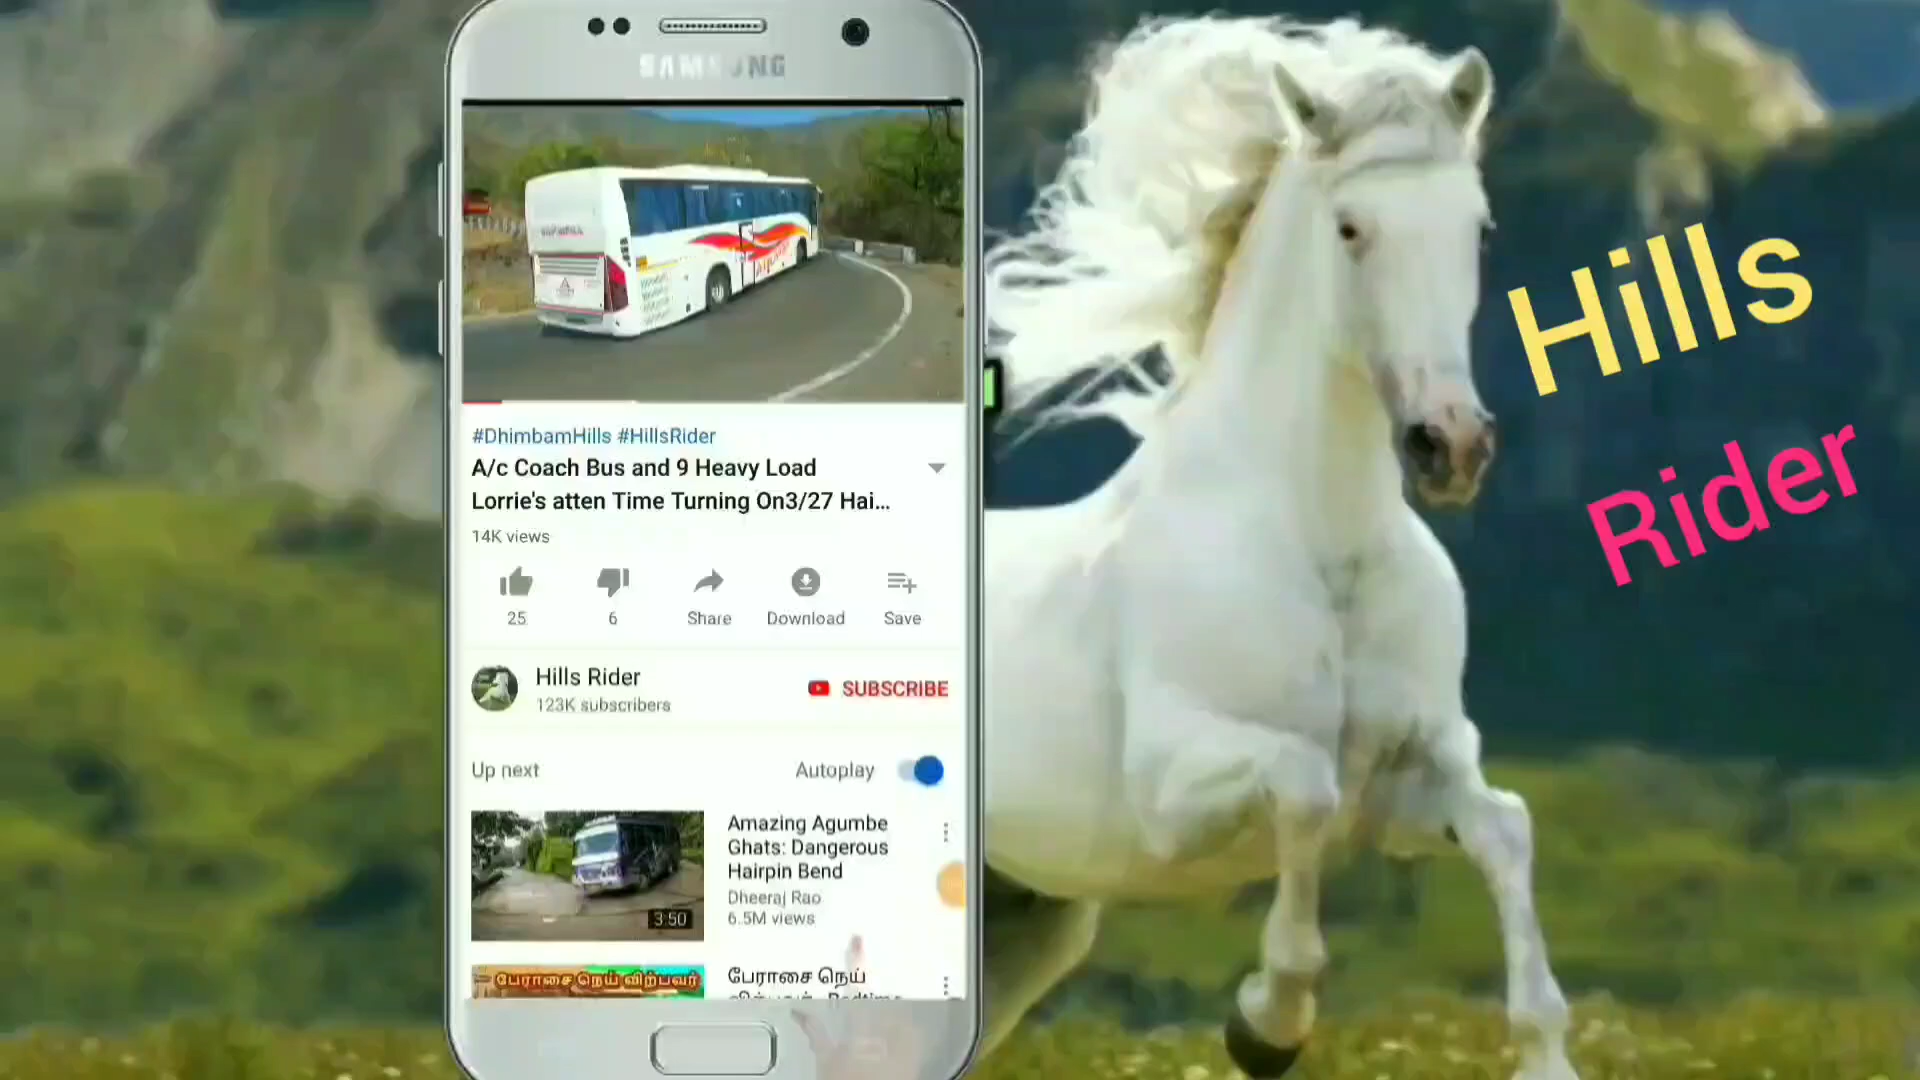 SAMSUNG
#DhimbamHills #HillsRider
A/c Coach Bus and 9 Heavy Load
Lorrie's atten Time Turning On3/27 Hai...
14K views
25
6
Share
Download
Save
Hills Rider
123K subscribers
SUBSCRIBE
Up next
Autoplay
Amazing Agumbe
Ghats: Dangerous
Hairpin Bend
Dheeraj Rao
6.5M views
3:50
பேராசை நெய் விற்பவர்
பேராசை நெய்
Hills
Rider